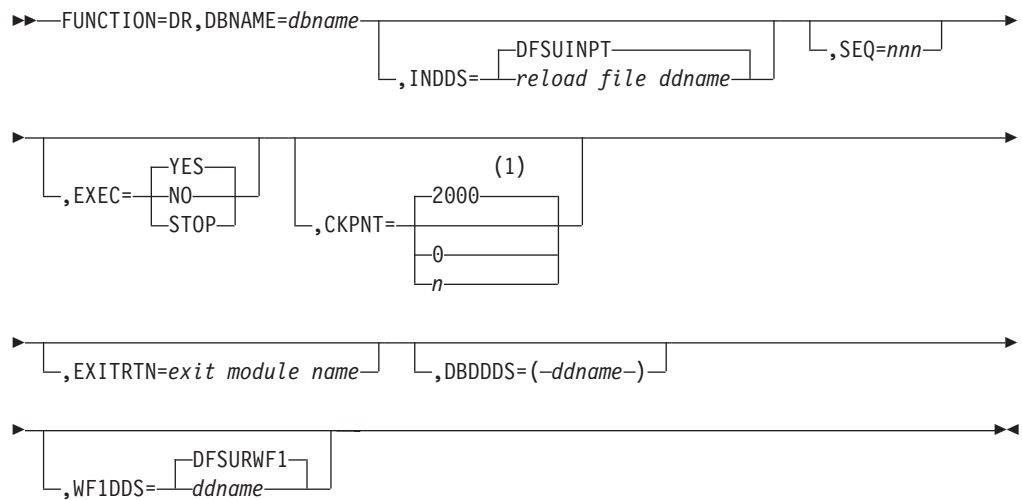 FUNCTION=DR,DBNAME=dbname
,INDDS=
DFSUINPT
reload file ddname
,SEQ=nnn
,EXEC=
YES
NO
STOP
,CKPNT=
(1)
2000
0
n
,EXITRTN=exit module name
,DBDDDS=(ddname)
,WF1DDS=
DFSURWF1
ddname